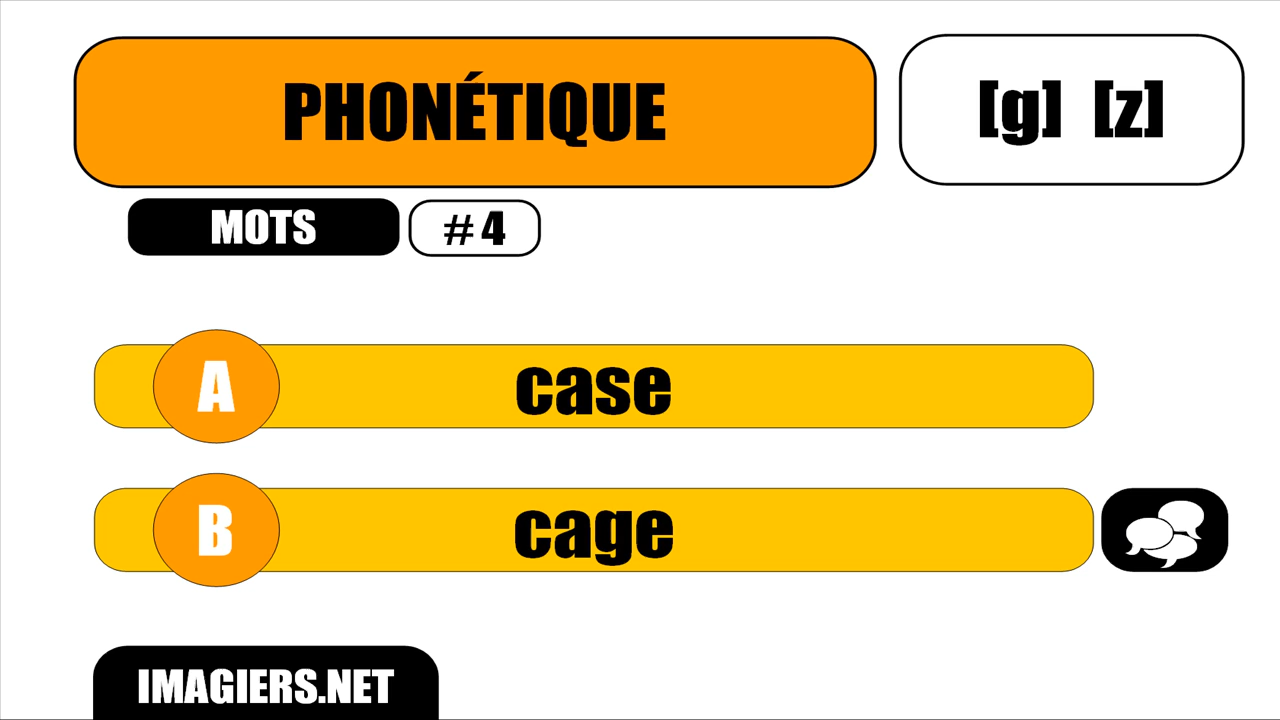 PHONÉTIQUE
[g] [z]
MOTS
#4
A
case
B
cage
IMAGIERS.NET